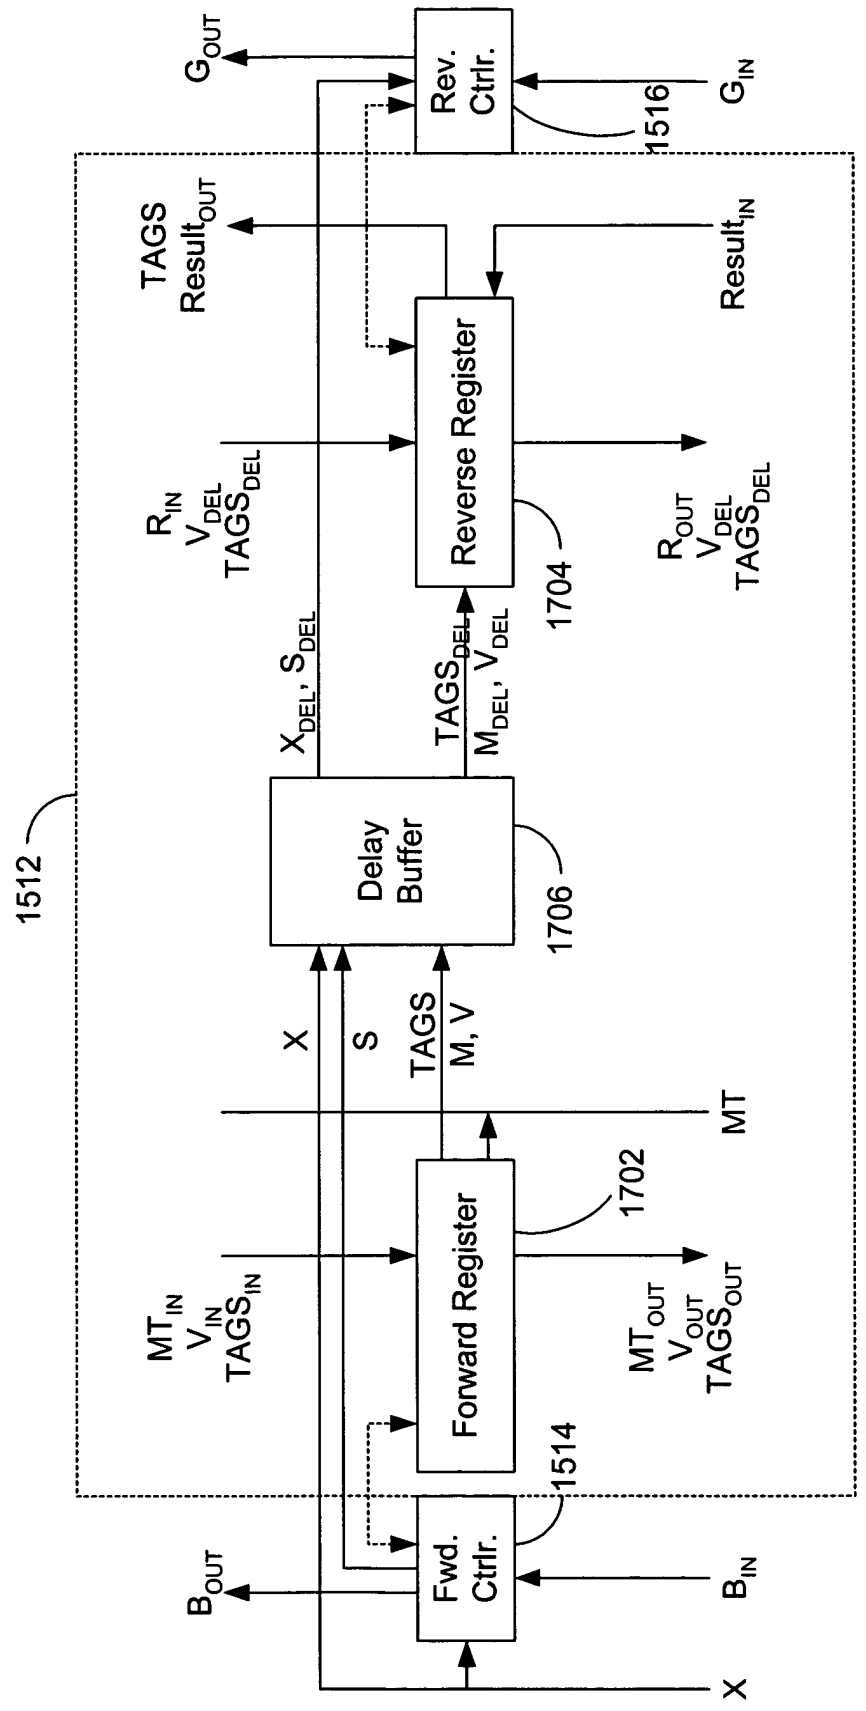 1512
B_OUT
MT_IN
V_IN
TAGS_IN
X
S
TAGS
M, V
X_DEL, S_DEL
TAGS_DEL
M_DEL, V_DEL
R_IN
V_DEL
TAGS_DEL
TAGS
Result_OUT
G_OUT
Fwd.
Ctrlr.
Forward Register
Delay
Buffer
Reverse Register
Rev.
Ctrlr.
1514
1702
1706
1704
1516
X
B_IN
MT_OUT
V_OUT
TAGS_OUT
MT
R_OUT
V_DEL
TAGS_DEL
Result_IN
G_IN